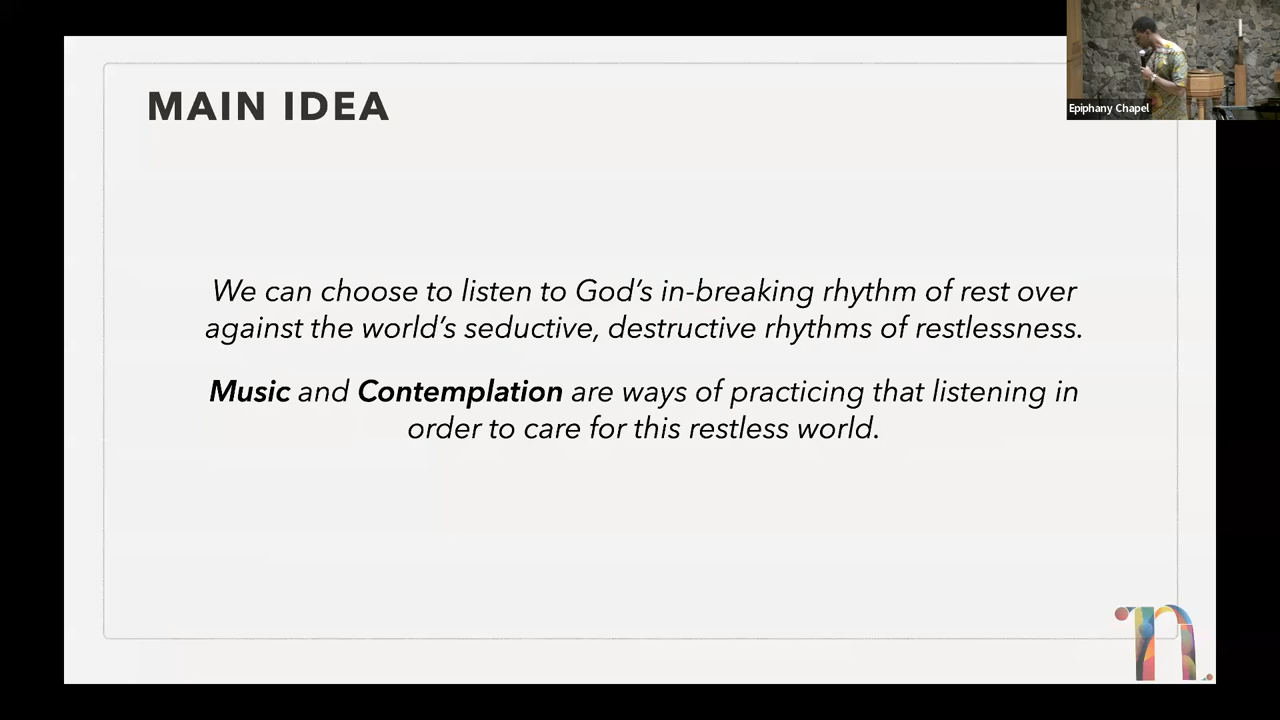 MAIN IDEA
Epiphany Chapel
We can choose to listen to God’s in-breaking rhythm of rest over
against the world’s seductive, destructive rhythms of restlessness.
Music and Contemplation are ways of practicing that listening in
order to care for this restless world.
n.